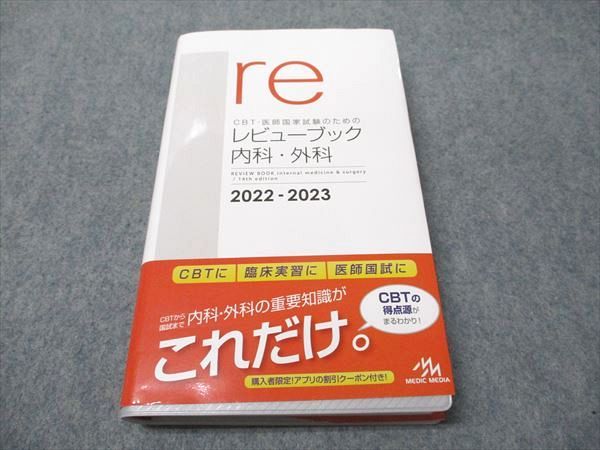 re
CBT・医師国家試験のための
レビューブック
内科・外科
REVIEW BOOK internal medicine & surgery
/ 14th edition
2022-2023
CBTに 臨床実習に 医師国試に
CBTから
国試まで
内科・外科の重要知識が
これだけ。
CBTの
得点源が
まるわかり!
購入者限定!アプリの割引クーポン付き!
MEDIC MEDIA